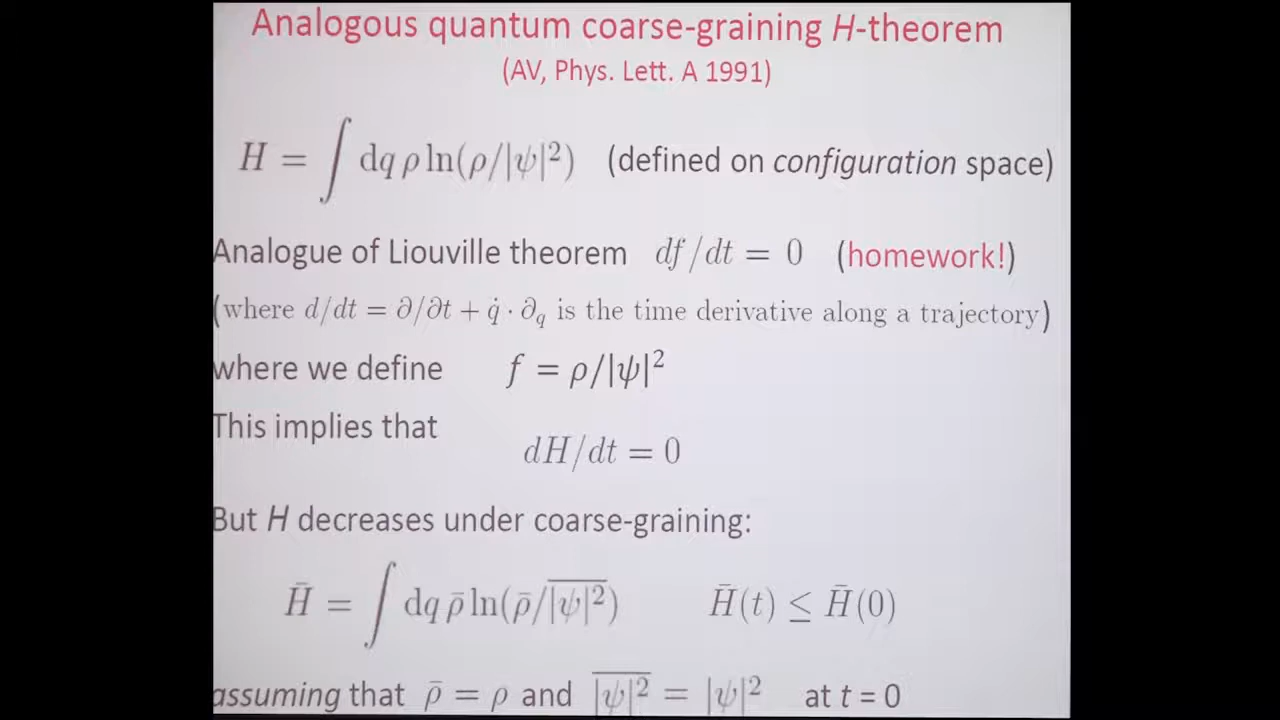 Analogous quantum coarse-graining H-theorem
(AV, Phys. Lett. A 1991)
H = ∫ dq ρ ln(ρ/|ψ|²) (defined on configuration space)
Analogue of Liouville theorem df/dt = 0 (homework!)
(where d/dt = ∂/∂t + q̇ · ∂_q is the time derivative along a trajectory)
where we define f = ρ/|ψ|²
This implies that
dH/dt = 0
But H decreases under coarse-graining:
H̄ = ∫ dq ρ̄ ln(ρ̄/\overline{|ψ|²}) H̄(t) ≤ H̄(0)
assuming that ρ̄ = ρ and \overline{|ψ|²} = |ψ|² at t = 0